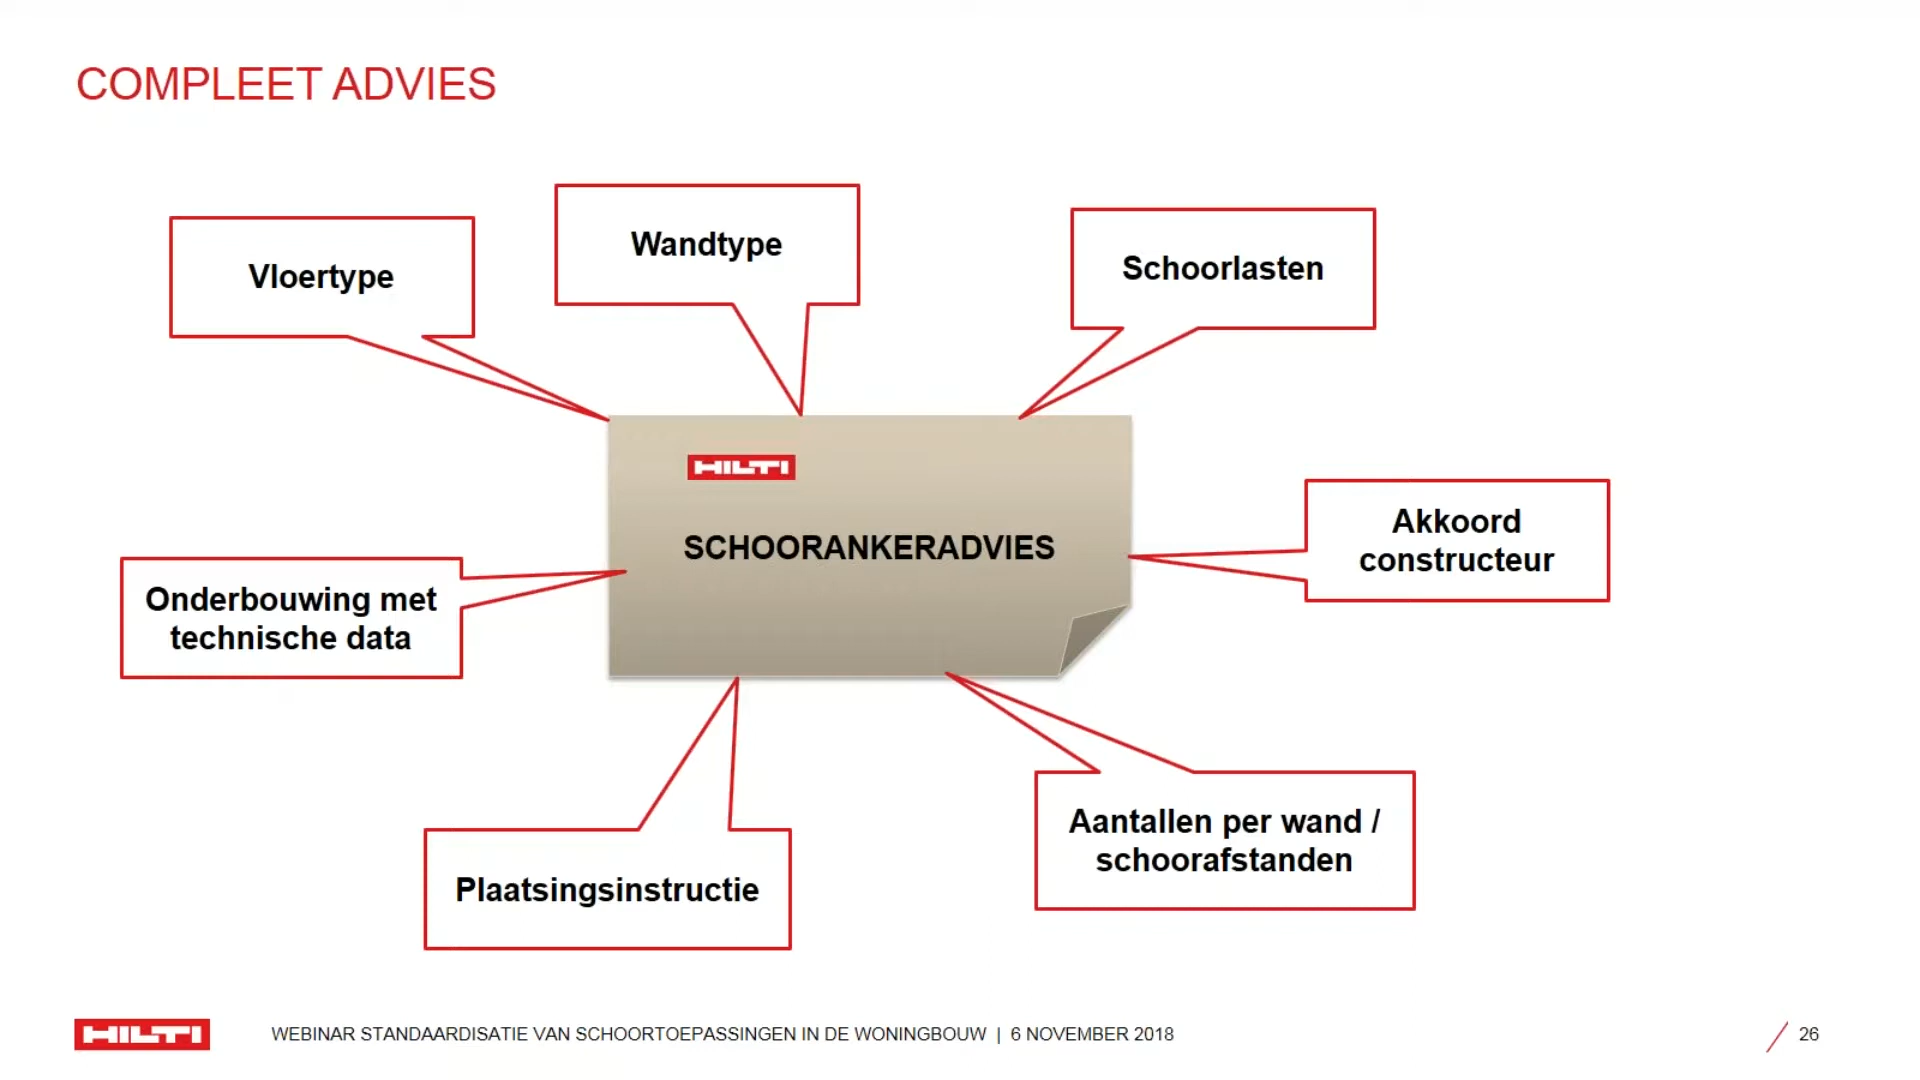 COMPLEET ADVIES
Wandtype
Vloertype
Schoorlasten
HILTI
SCHOORANKERADVIES
Akkoord
constructeur
Onderbouwing met
technische data
Aantallen per wand /
schoorafstanden
Plaatsingsinstructie
HILTI
WEBINAR STANDAARDISATIE VAN SCHOORTOEPASSINGEN IN DE WONINGBOUW | 6 NOVEMBER 2018
26